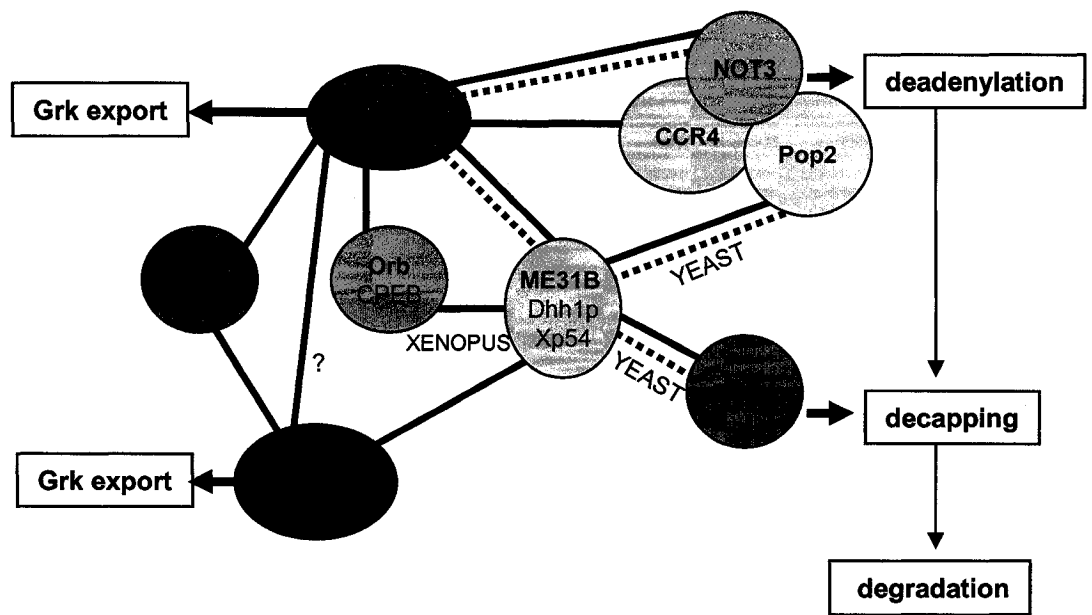 NOT3
deadenylation
Grk export
CCR4
Pop2
Orb
CPEB
YEAST
ME31B
Dhh1p
Xp54
XENOPUS
?
YEAST
decapping
Grk export
degradation